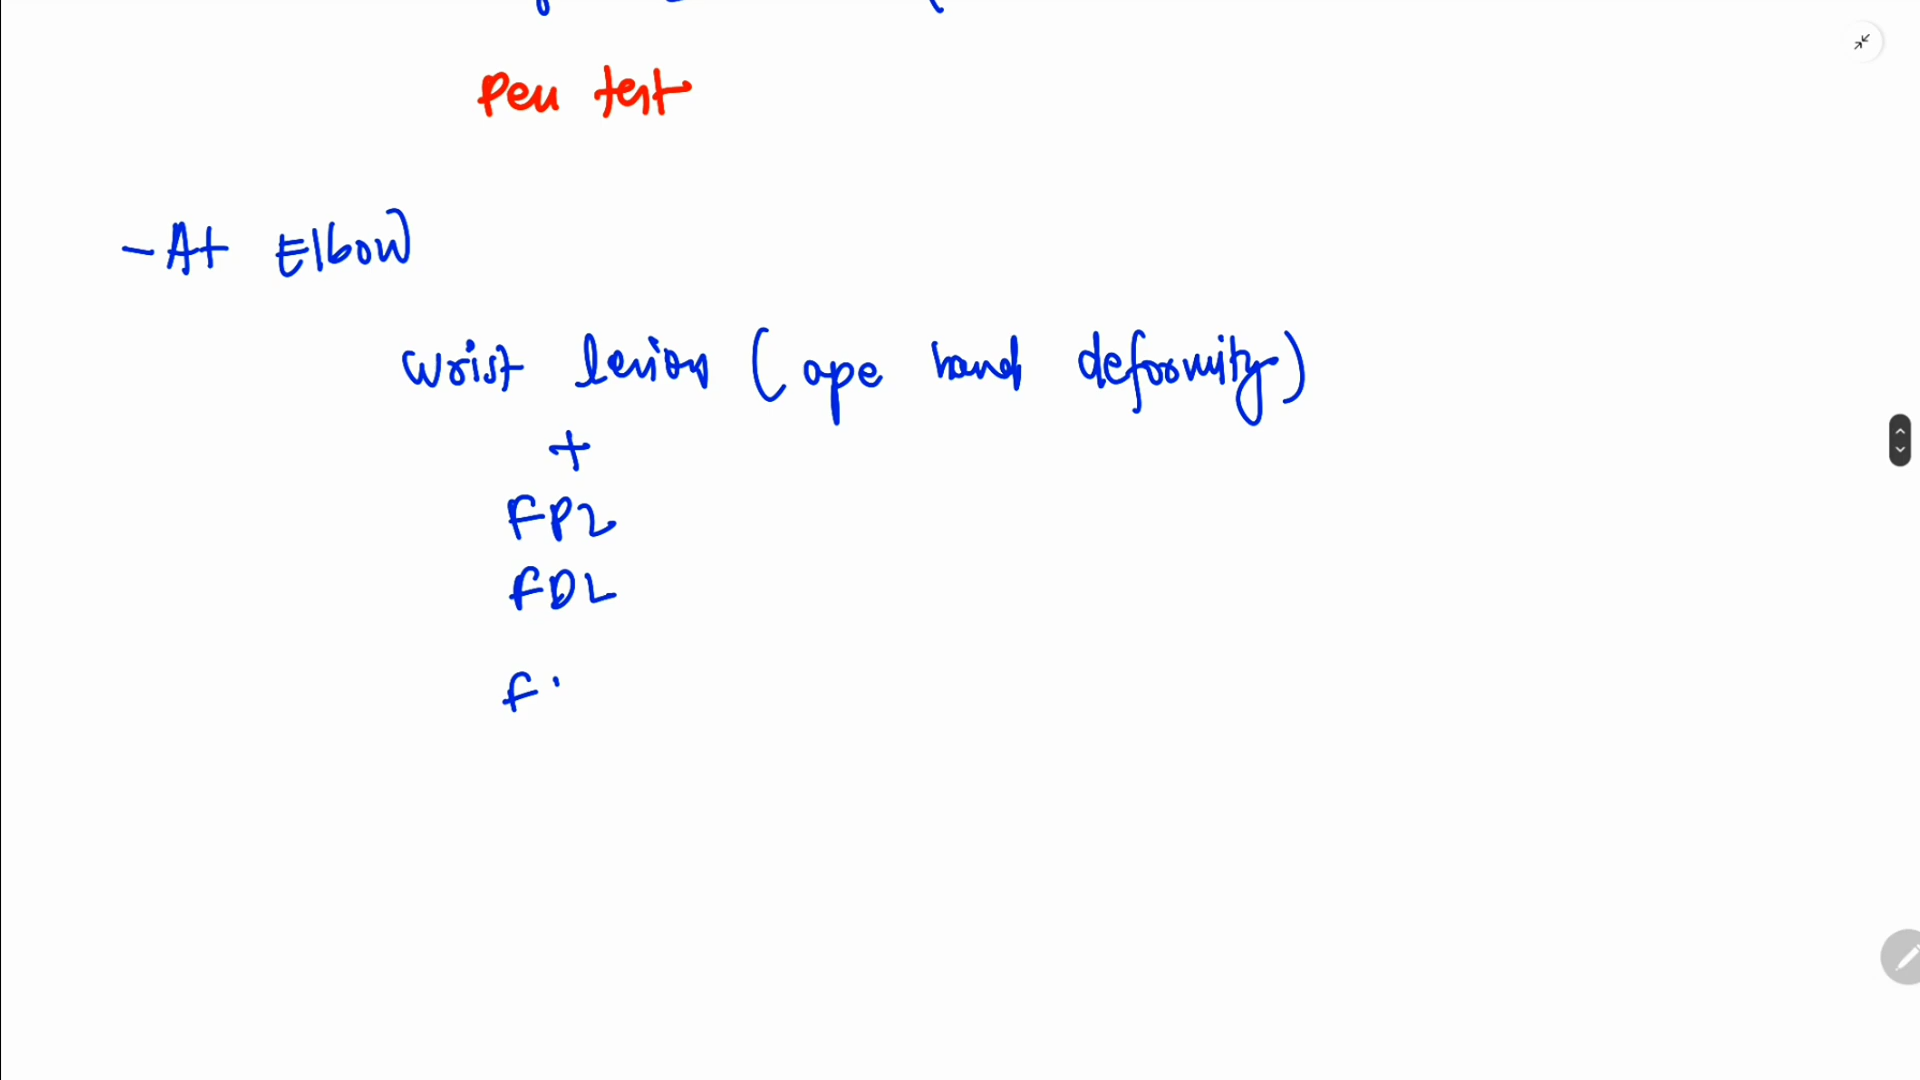 Pen test
- At Elbow
wrist lesion (ape hand deformity)
+
FPL
FDL
F